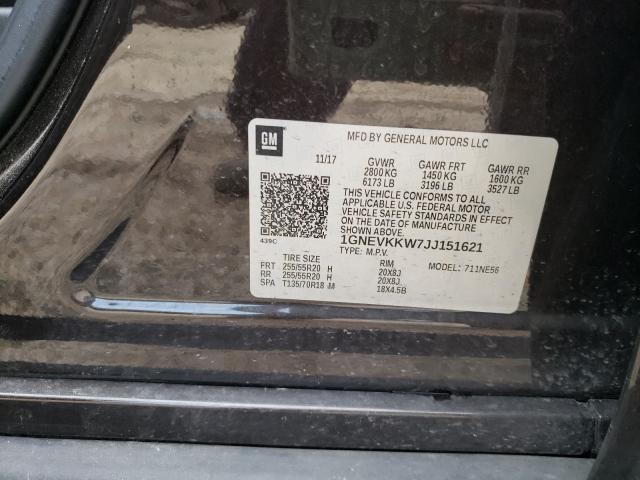 GM
MFD BY GENERAL MOTORS LLC
11/17 GVWR GAWR FRT GAWR RR
2800 KG 1450 KG 1600 KG
6173 LB 3196 LB 3527 LB
THIS VEHICLE CONFORMS TO ALL
APPLICABLE U.S. FEDERAL MOTOR
VEHICLE SAFETY STANDARDS IN EFFECT
ON THE DATE OF MANUFACTURE
SHOWN ABOVE.
439C
1GNEVKKW7JJ151621
TYPE: M.P.V. MODEL: 711NE56
TIRE SIZE RIM
FRT 255/55R20 H 20X8J
RR 255/55R20 H 20X8J
SPA T135/70R18 M 18X4.5B